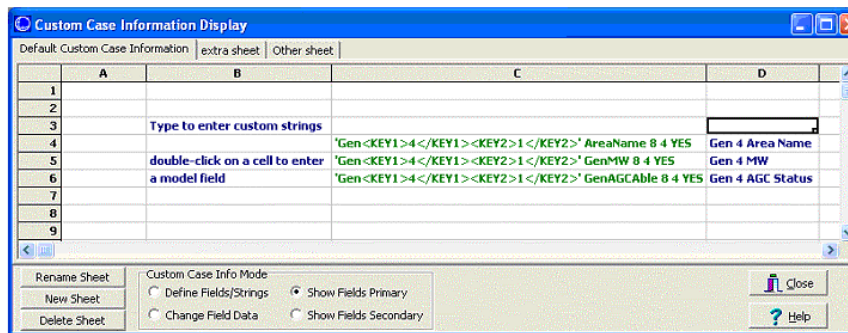 Custom Case Information Display
Default Custom Case Information extra sheet Other sheet
A B C D
1
2
3 Type to enter custom strings
4 'Gen<KEY1>4</KEY1><KEY2>1</KEY2>' AreaName 8 4 YES Gen 4 Area Name
5 double-click on a cell to enter 'Gen<KEY1>4</KEY1><KEY2>1</KEY2>' GenMW 8 4 YES Gen 4 MW
6 a model field 'Gen<KEY1>4</KEY1><KEY2>1</KEY2>' GenAGCAble 8 4 YES Gen 4 AGC Status
7
8
9
Rename Sheet Custom Case Info Mode
Define Fields/Strings Show Fields Primary Close
New Sheet
Change Field Data Show Fields Secondary ? Help
Delete Sheet